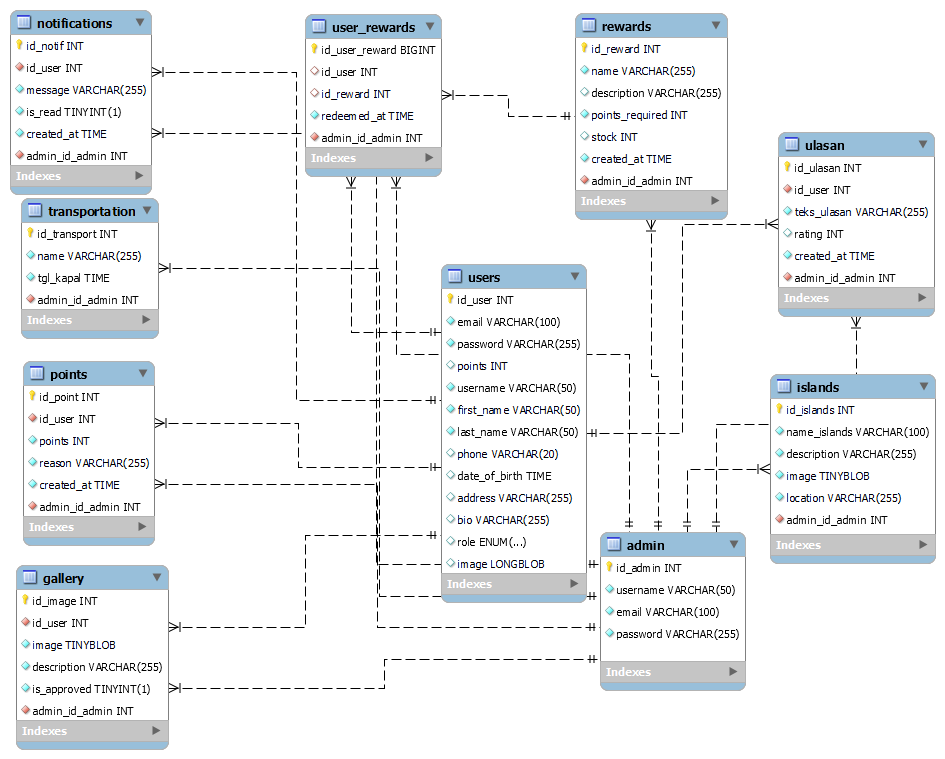 notifications
id_notif INT
id_user INT
message VARCHAR(255)
is_read TINYINT(1)
created_at TIME
admin_id_admin INT
Indexes
user_rewards
id_user_reward BIGINT
id_user INT
id_reward INT
redeemed_at TIME
admin_id_admin INT
Indexes
rewards
id_reward INT
name VARCHAR(255)
description VARCHAR(255)
points_required INT
stock INT
created_at TIME
admin_id_admin INT
Indexes
ulasan
id_ulasan INT
id_user INT
teks_ulasan VARCHAR(255)
rating INT
created_at TIME
admin_id_admin INT
Indexes
transportation
id_transport INT
name VARCHAR(255)
tgl_kapal TIME
admin_id_admin INT
Indexes
users
id_user INT
email VARCHAR(100)
password VARCHAR(255)
points INT
username VARCHAR(50)
first_name VARCHAR(50)
last_name VARCHAR(50)
phone VARCHAR(20)
date_of_birth TIME
address VARCHAR(255)
bio VARCHAR(255)
role ENUM(...)
image LONGBLOB
Indexes
points
id_point INT
id_user INT
points INT
reason VARCHAR(255)
created_at TIME
admin_id_admin INT
Indexes
islands
id_islands INT
name_islands VARCHAR(100)
description VARCHAR(255)
image TINYBLOB
location VARCHAR(255)
admin_id_admin INT
Indexes
admin
id_admin INT
username VARCHAR(50)
email VARCHAR(100)
password VARCHAR(255)
Indexes
gallery
id_image INT
id_user INT
image TINYBLOB
description VARCHAR(255)
is_approved TINYINT(1)
admin_id_admin INT
Indexes